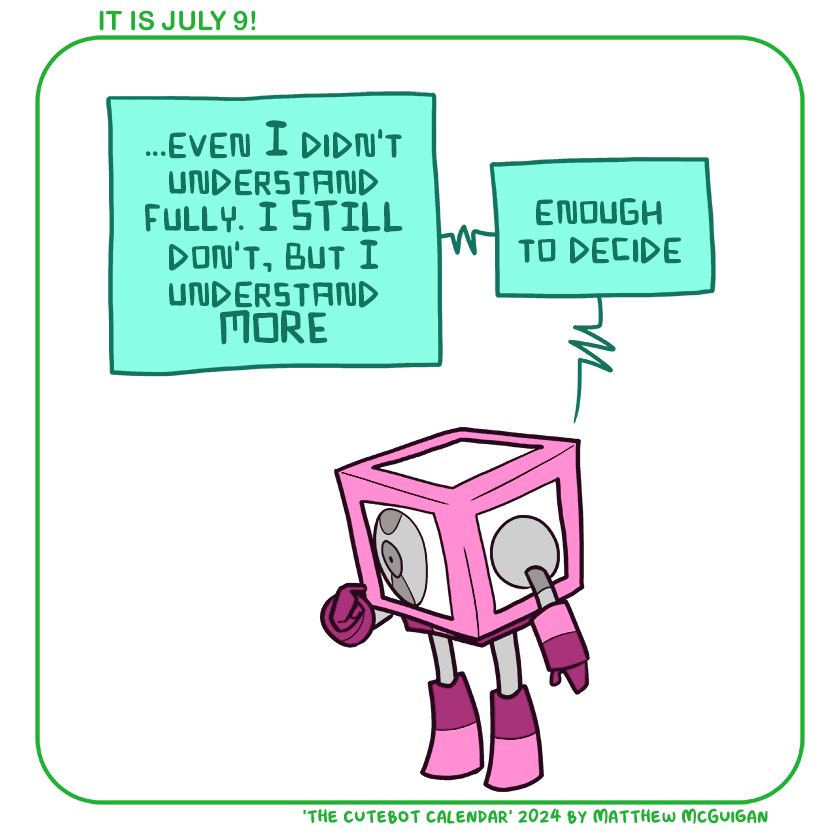 IT IS JULY 9!
...EVEN I DIDN'T
UNDERSTAND
FULLY. I STILL
DON'T, BUT I
UNDERSTAND
MORE
ENOUGH
TO DECIDE
'THE CUTEBOT CALENDAR' 2024 BY MATTHEW MCGUIGAN